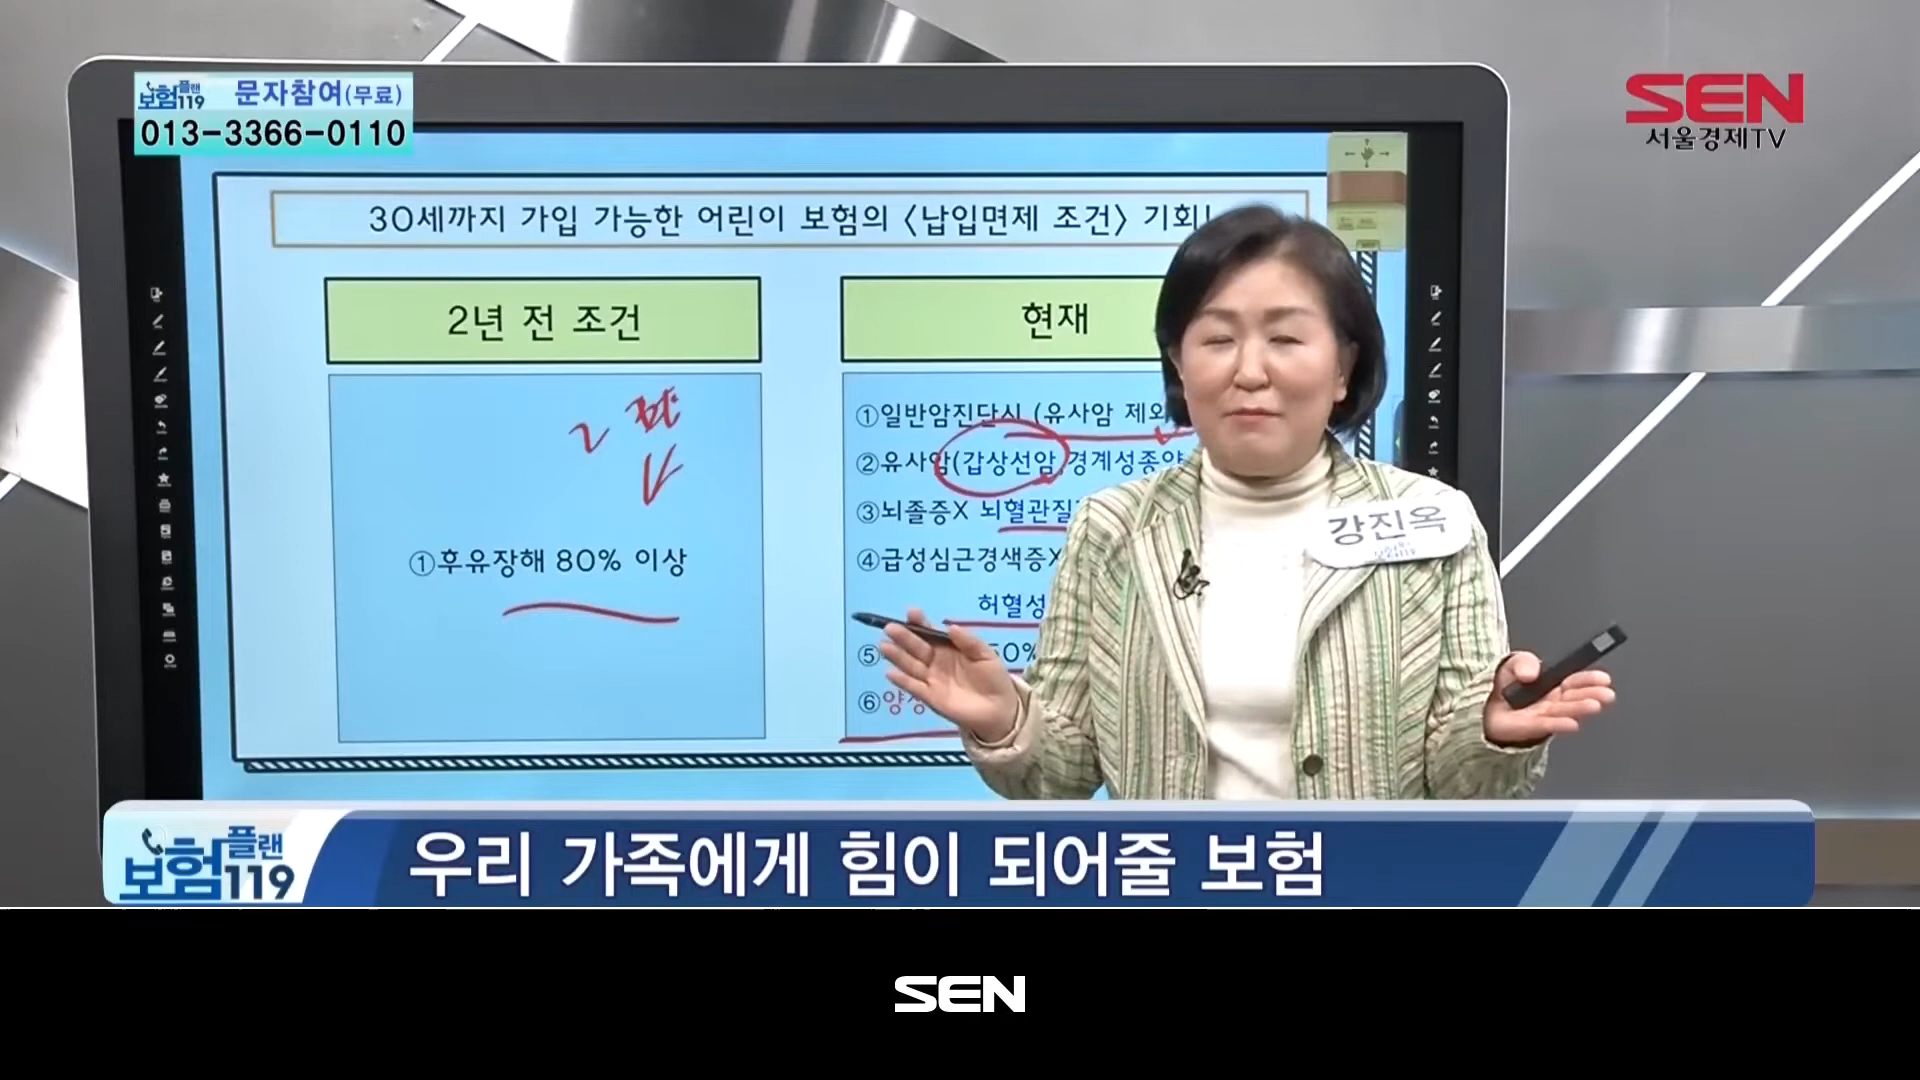 보험플랜119 문자참여(무료)
013-3366-0110
SEN
서울경제TV
30세까지 가입 가능한 어린이 보험의 <납입면제 조건> 기회!
2년 전 조건
①후유장해 80% 이상
현재
①일반암진단시 (유사암 제외
②유사암(갑상선암,경계성종양
③뇌졸증X 뇌혈관질
④급성심근경색증X
허혈성
⑤ 50%
⑥양성
강진옥
보험플랜119
우리 가족에게 힘이 되어줄 보험
SEN